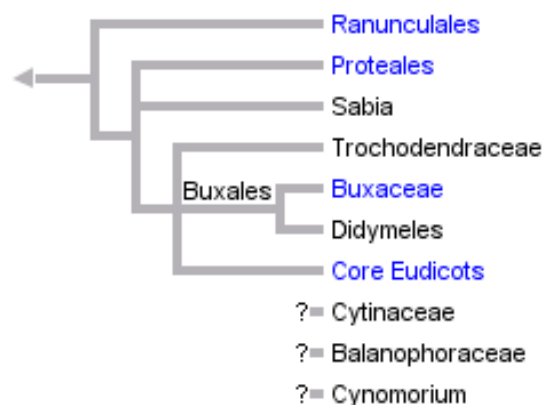 Ranunculales
Proteales
Sabia
Trochodendraceae
Buxales
Buxaceae
Didymeles
Core Eudicots
?= Cytinaceae
?= Balanophoraceae
?= Cynomorium